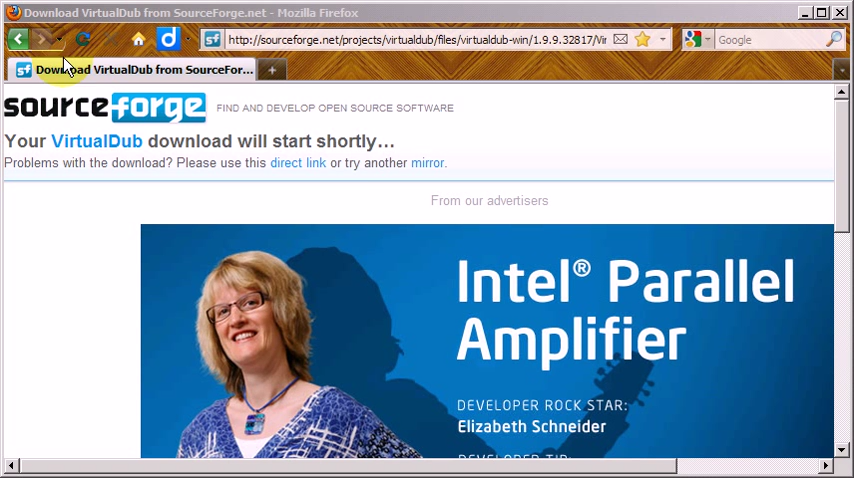 Download VirtualDub from SourceForge.net - Mozilla Firefox
http://sourceforge.net/projects/virtualdub/files/virtualdub-win/1.9.9.32817/Vir
Google
Download VirtualDub from SourceFor...
sourceforge FIND AND DEVELOP OPEN SOURCE SOFTWARE
Your VirtualDub download will start shortly...
Problems with the download? Please use this direct link or try another mirror.
From our advertisers
Intel® Parallel
Amplifier
DEVELOPER ROCK STAR:
Elizabeth Schneider
DEVELOPER TIP: